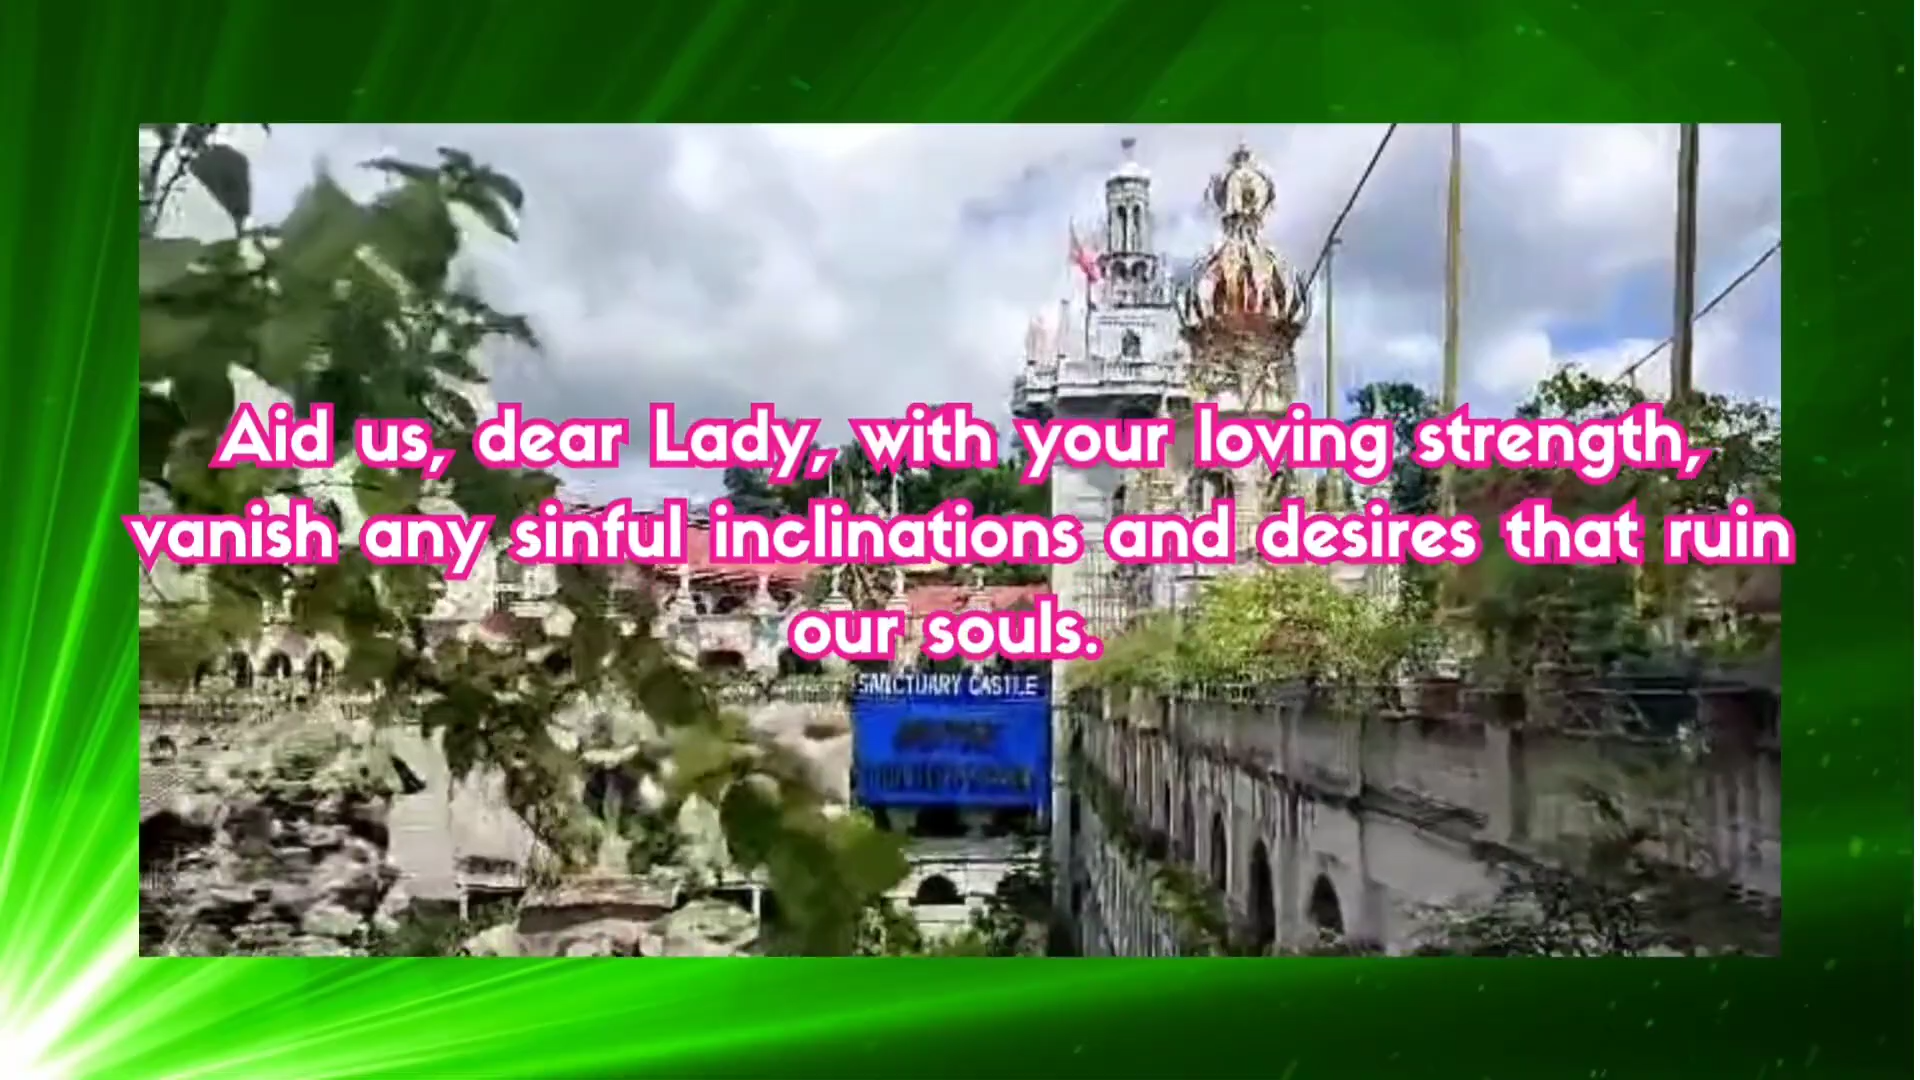 Aid us, dear Lady, with your loving strength,
vanish any sinful inclinations and desires that ruin
our souls.
SANCTUARY CASTLE